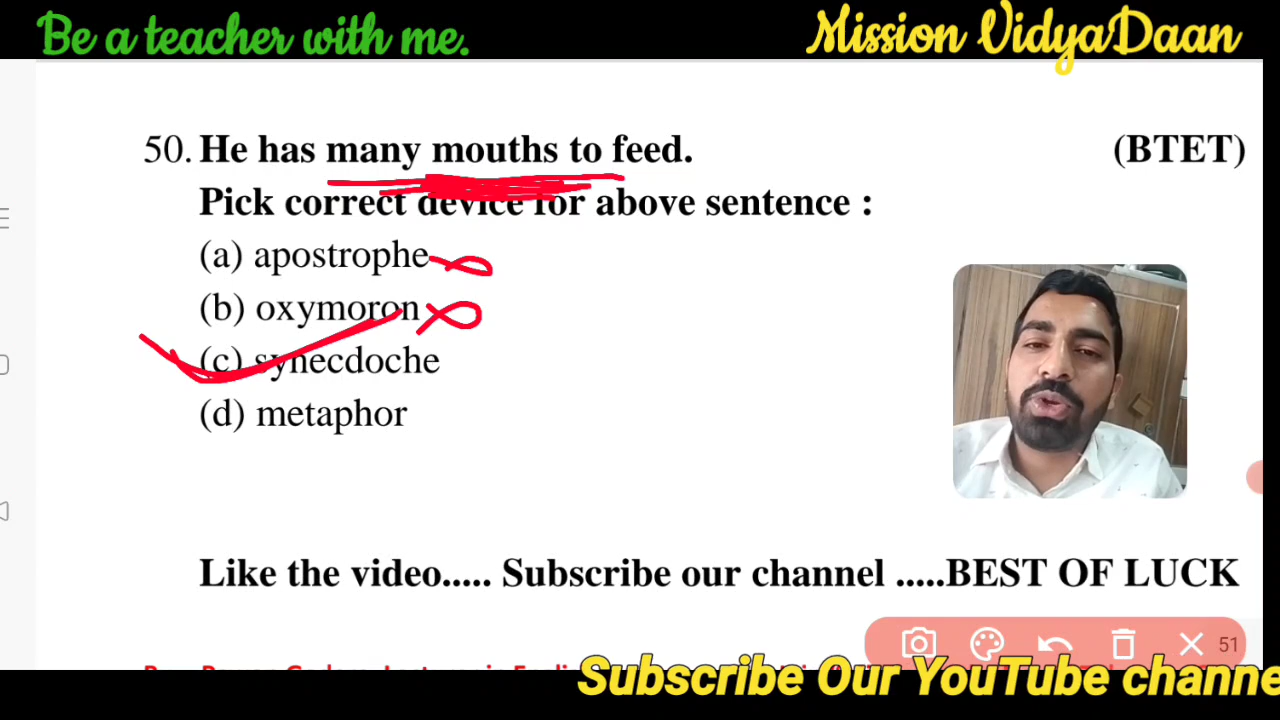 Be a teacher with me.
Mission VidyaDaan
50. He has many mouths to feed. (BTET)
Pick correct device for above sentence :
(a) apostrophe
(b) oxymoron
(c) synecdoche
(d) metaphor
Like the video..... Subscribe our channel .....BEST OF LUCK
51
Subscribe Our YouTube channe